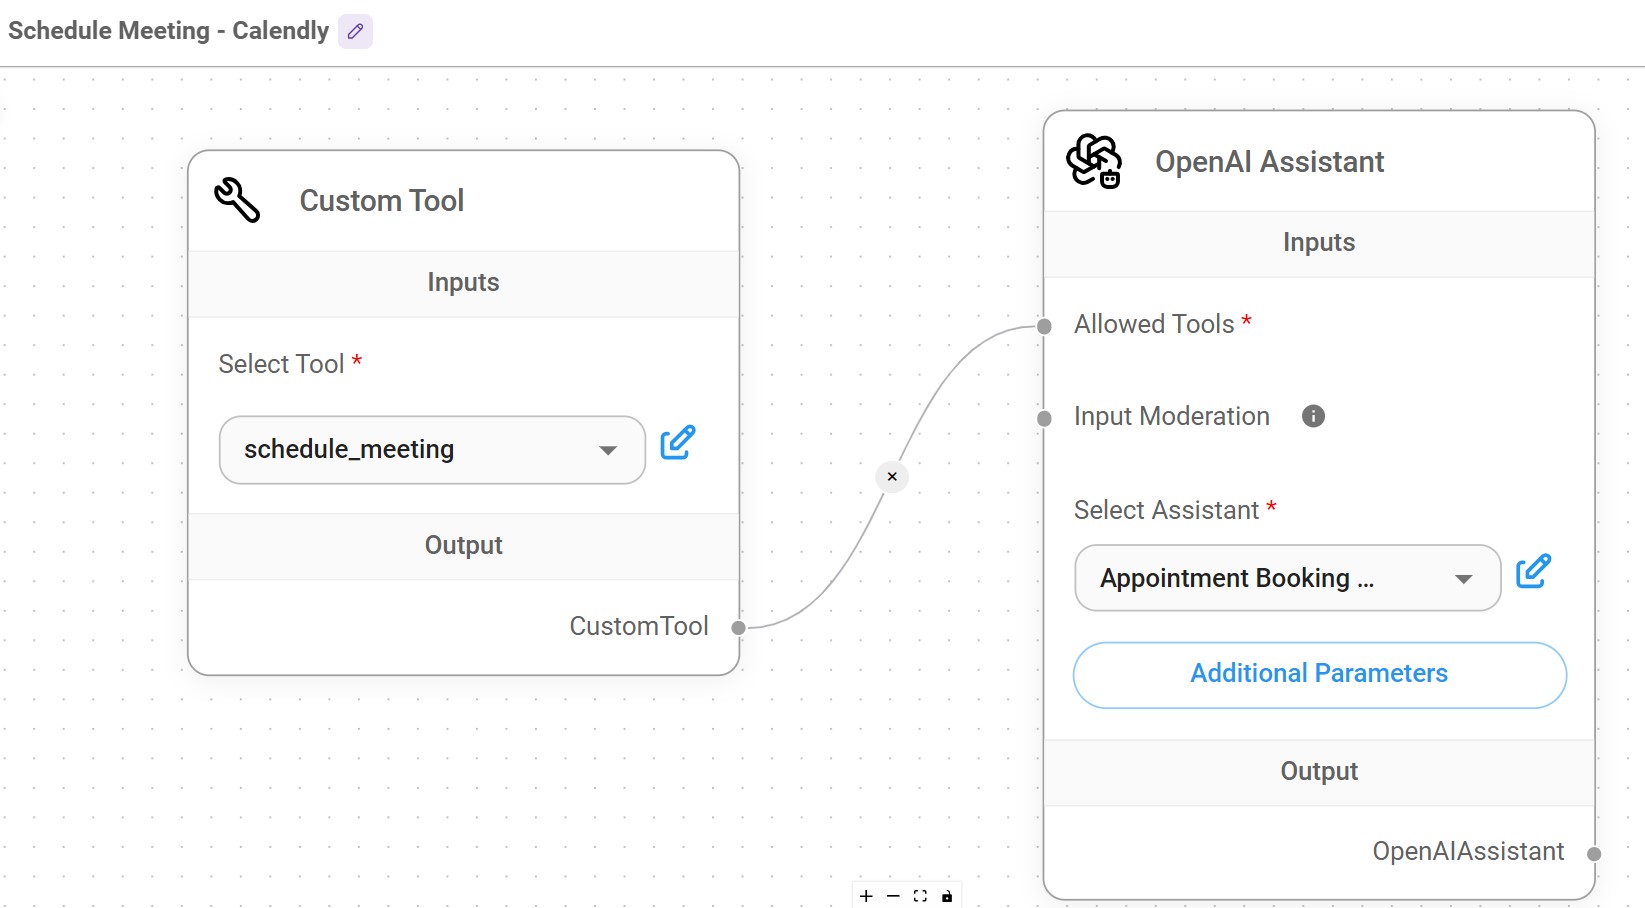 Schedule Meeting - Calendly
Custom Tool
Inputs
Select Tool *
schedule_meeting
Output
CustomTool
OpenAI Assistant
Inputs
Allowed Tools *
Input Moderation
Select Assistant *
Appointment Booking ...
Additional Parameters
Output
OpenAIAssistant